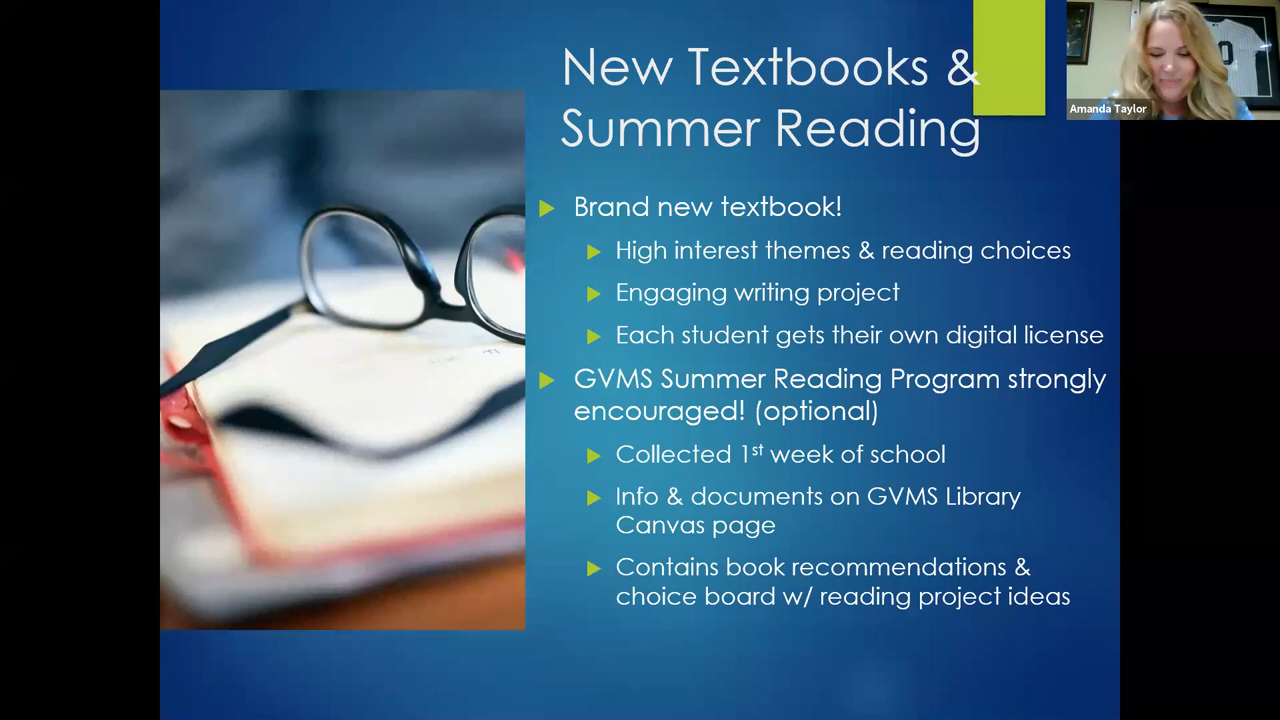 New Textbooks &
Summer Reading
Amanda Taylor
Brand new textbook!
High interest themes & reading choices
Engaging writing project
Each student gets their own digital license
GVMS Summer Reading Program strongly
encouraged! (optional)
Collected 1st week of school
Info & documents on GVMS Library
Canvas page
Contains book recommendations &
choice board w/ reading project ideas